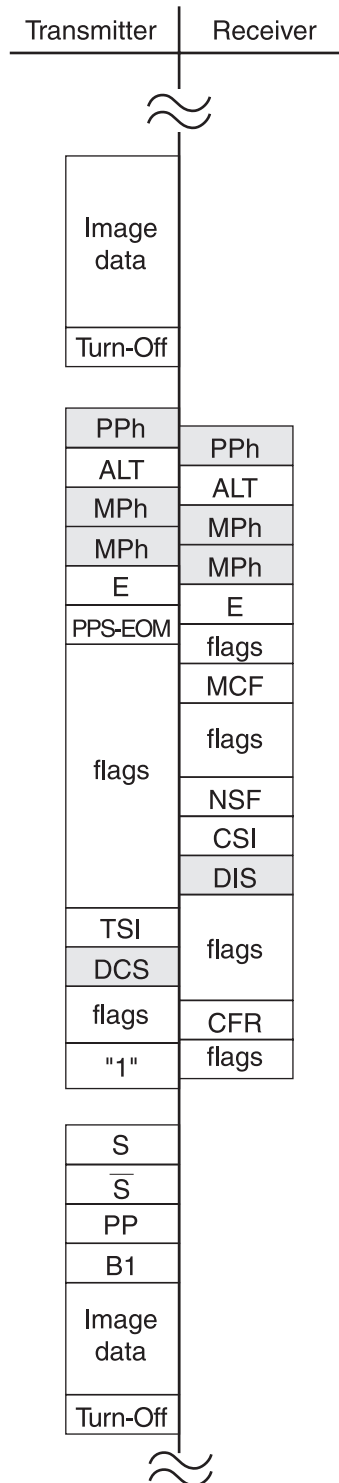 Transmitter Receiver
Image
data
Turn-Off
PPh
ALT
MPh
MPh
E
PPS-EOM
flags
TSI
DCS
flags
"1"
PPh
ALT
MPh
MPh
E
flags
MCF
flags
NSF
CSI
DIS
flags
CFR
flags
S
S̅
PP
B1
Image
data
Turn-Off